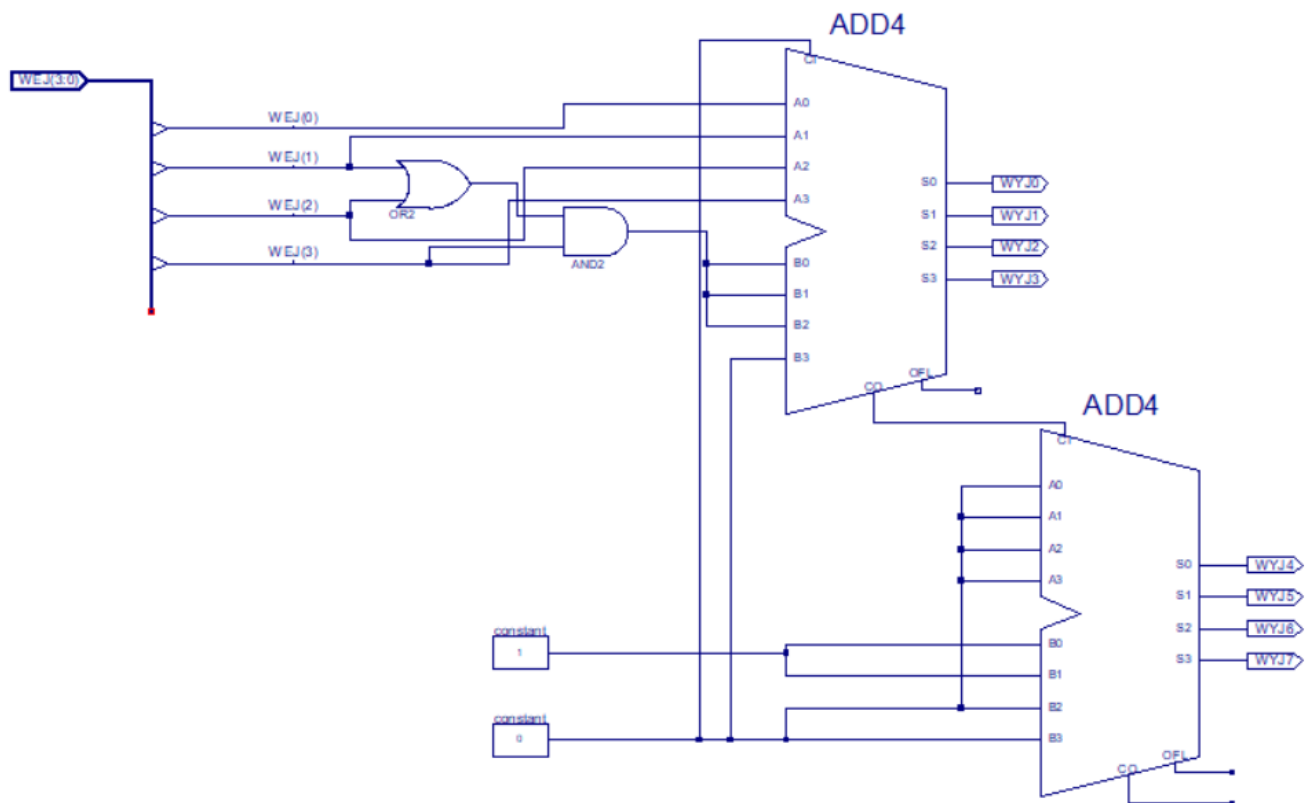 ADD4
WEJ(3:0)
CI
WEJ(0)
A0
WEJ(1)
A1
A2
WEJ(2)
OR2
A3
WEJ(3)
AND2
B0
B1
B2
B3
S0
WYJ0
S1
WYJ1
S2
WYJ2
S3
WYJ3
CO
OFL
ADD4
CI
A0
A1
A2
A3
S0
WYJ4
S1
WYJ5
S2
WYJ6
S3
WYJ7
constant
1
B0
B1
B2
constant
0
B3
CO
OFL